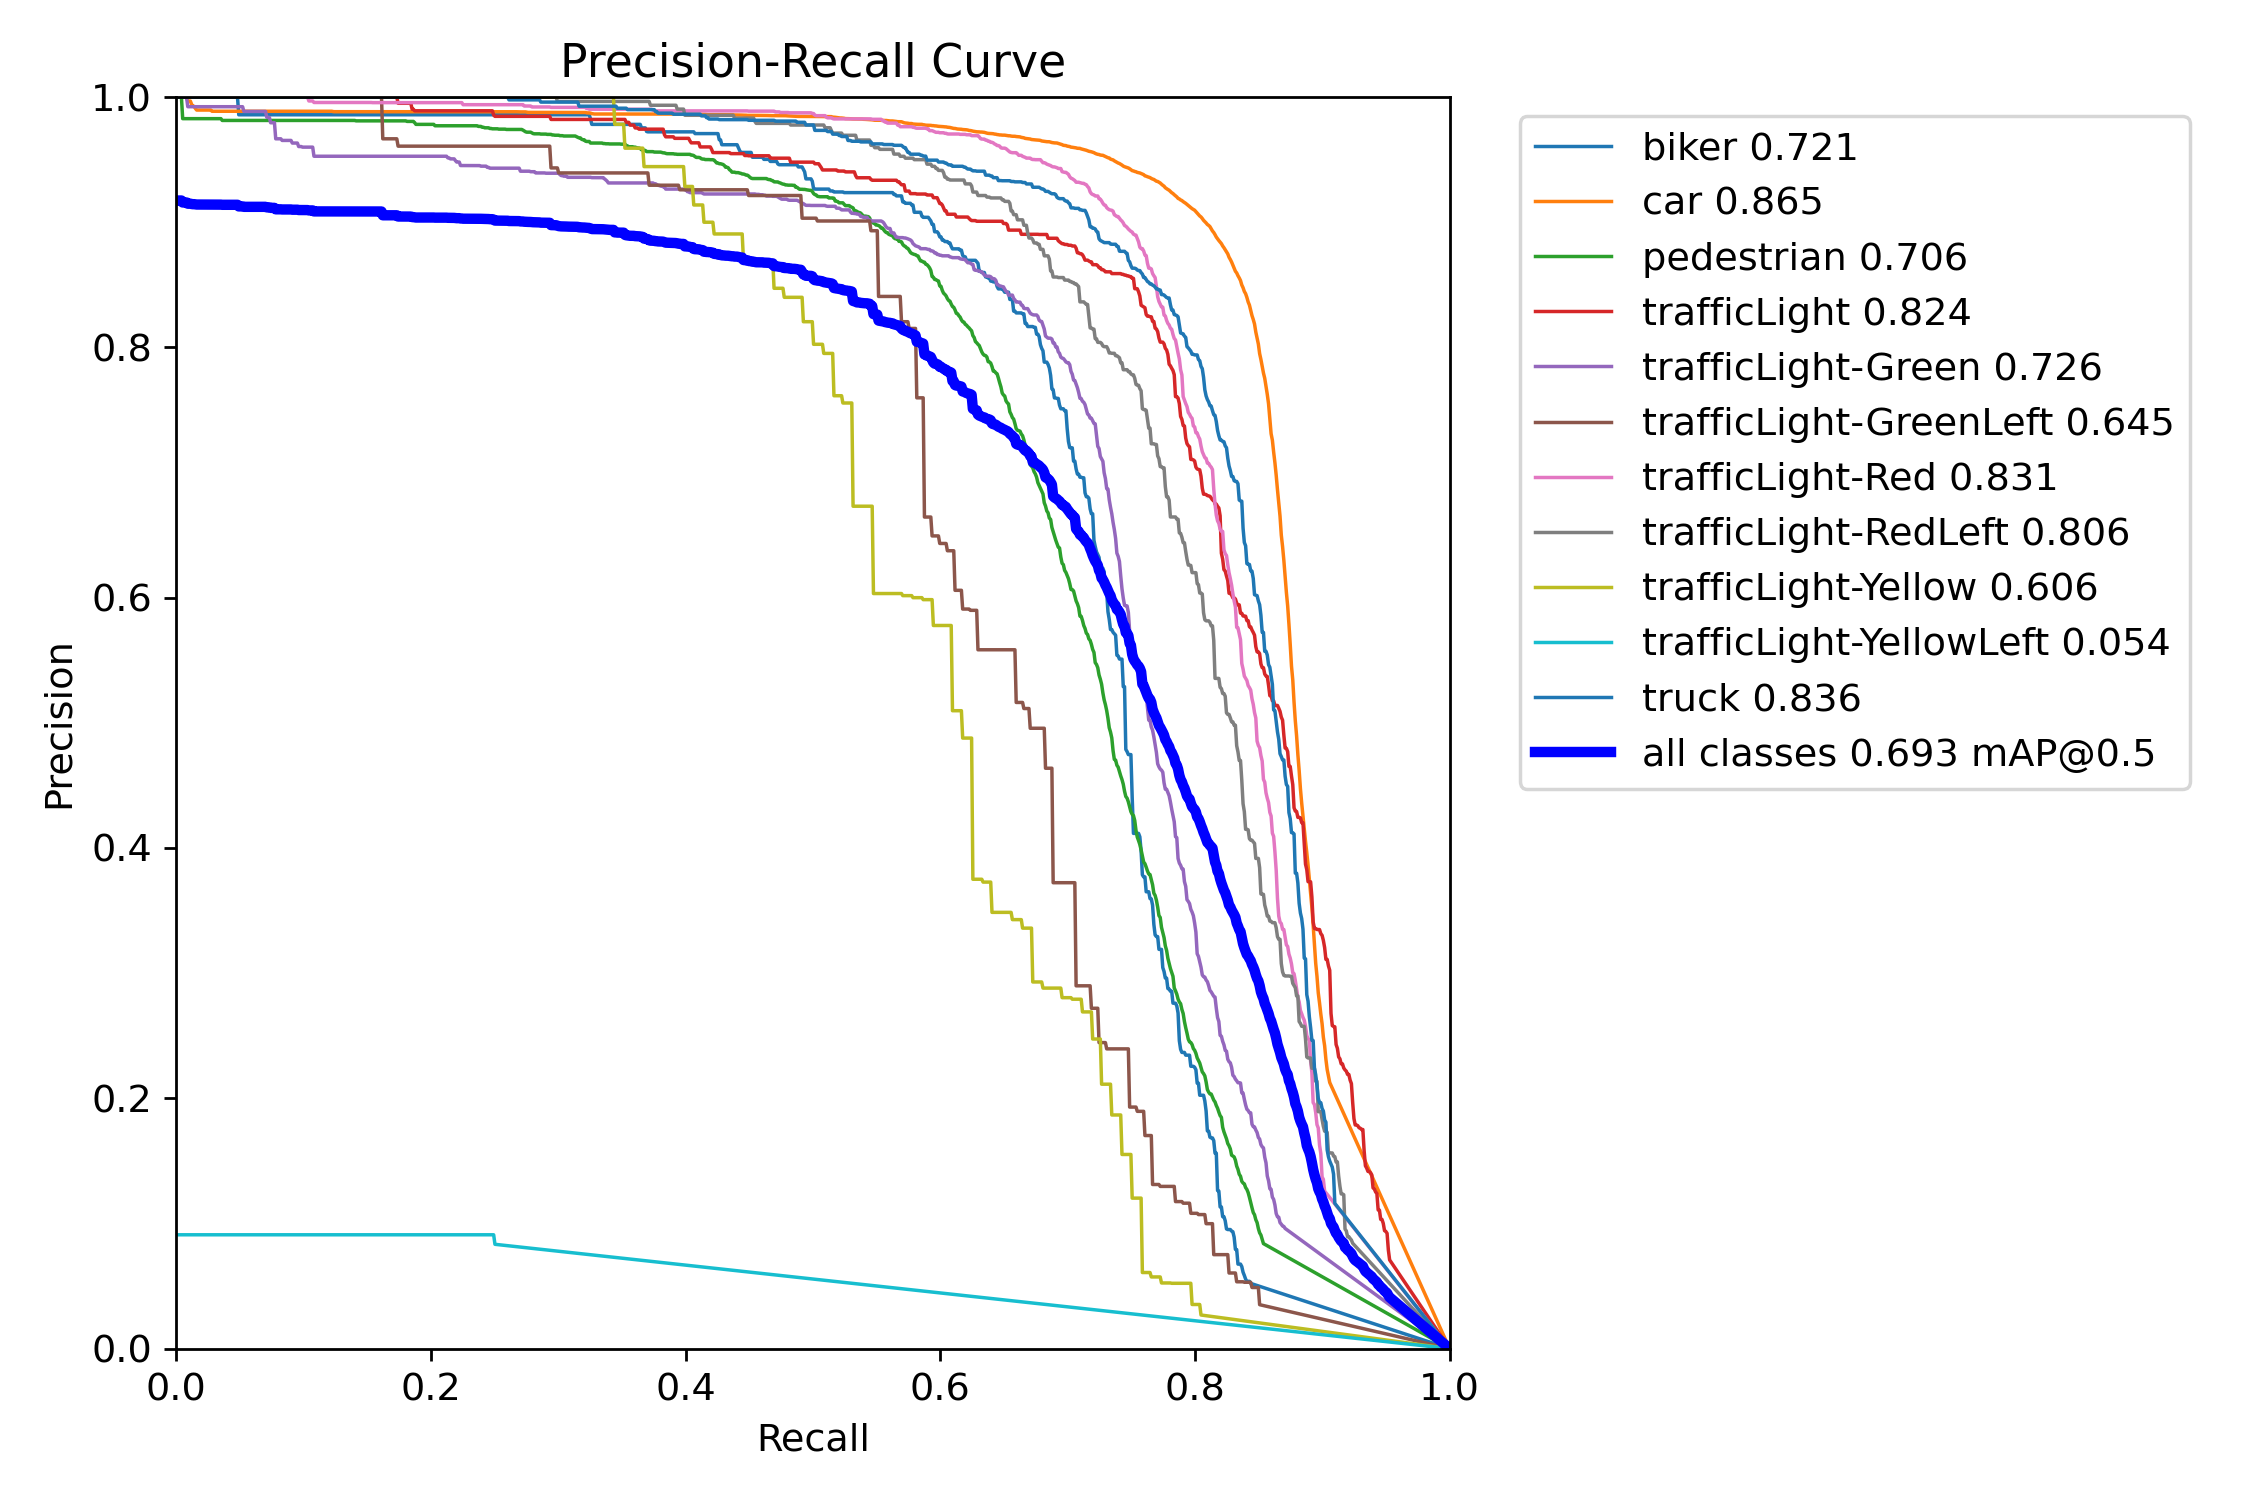 Precision-Recall Curve
1.0
0.8
0.6
0.4
0.2
0.0
Precision
0.0 0.2 0.4 0.6 0.8 1.0
Recall
biker 0.721
car 0.865
pedestrian 0.706
trafficLight 0.824
trafficLight-Green 0.726
trafficLight-GreenLeft 0.645
trafficLight-Red 0.831
trafficLight-RedLeft 0.806
trafficLight-Yellow 0.606
trafficLight-YellowLeft 0.054
truck 0.836
all classes 0.693 mAP@0.5